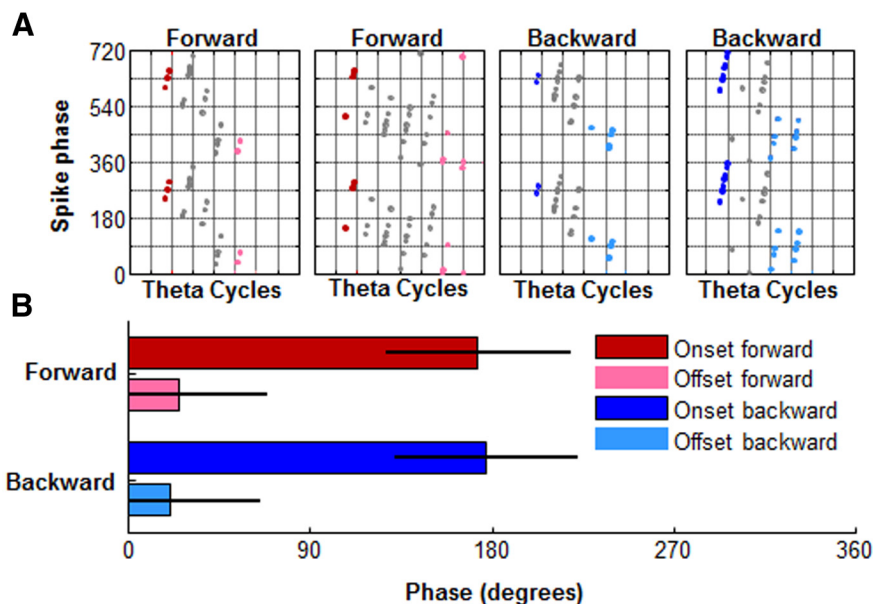 A
Forward Forward Backward Backward
720
540
360
180
0
Spike phase
Theta Cycles Theta Cycles Theta Cycles Theta Cycles
B
Forward
Backward
Onset forward
Offset forward
Onset backward
Offset backward
0 90 180 270 360
Phase (degrees)